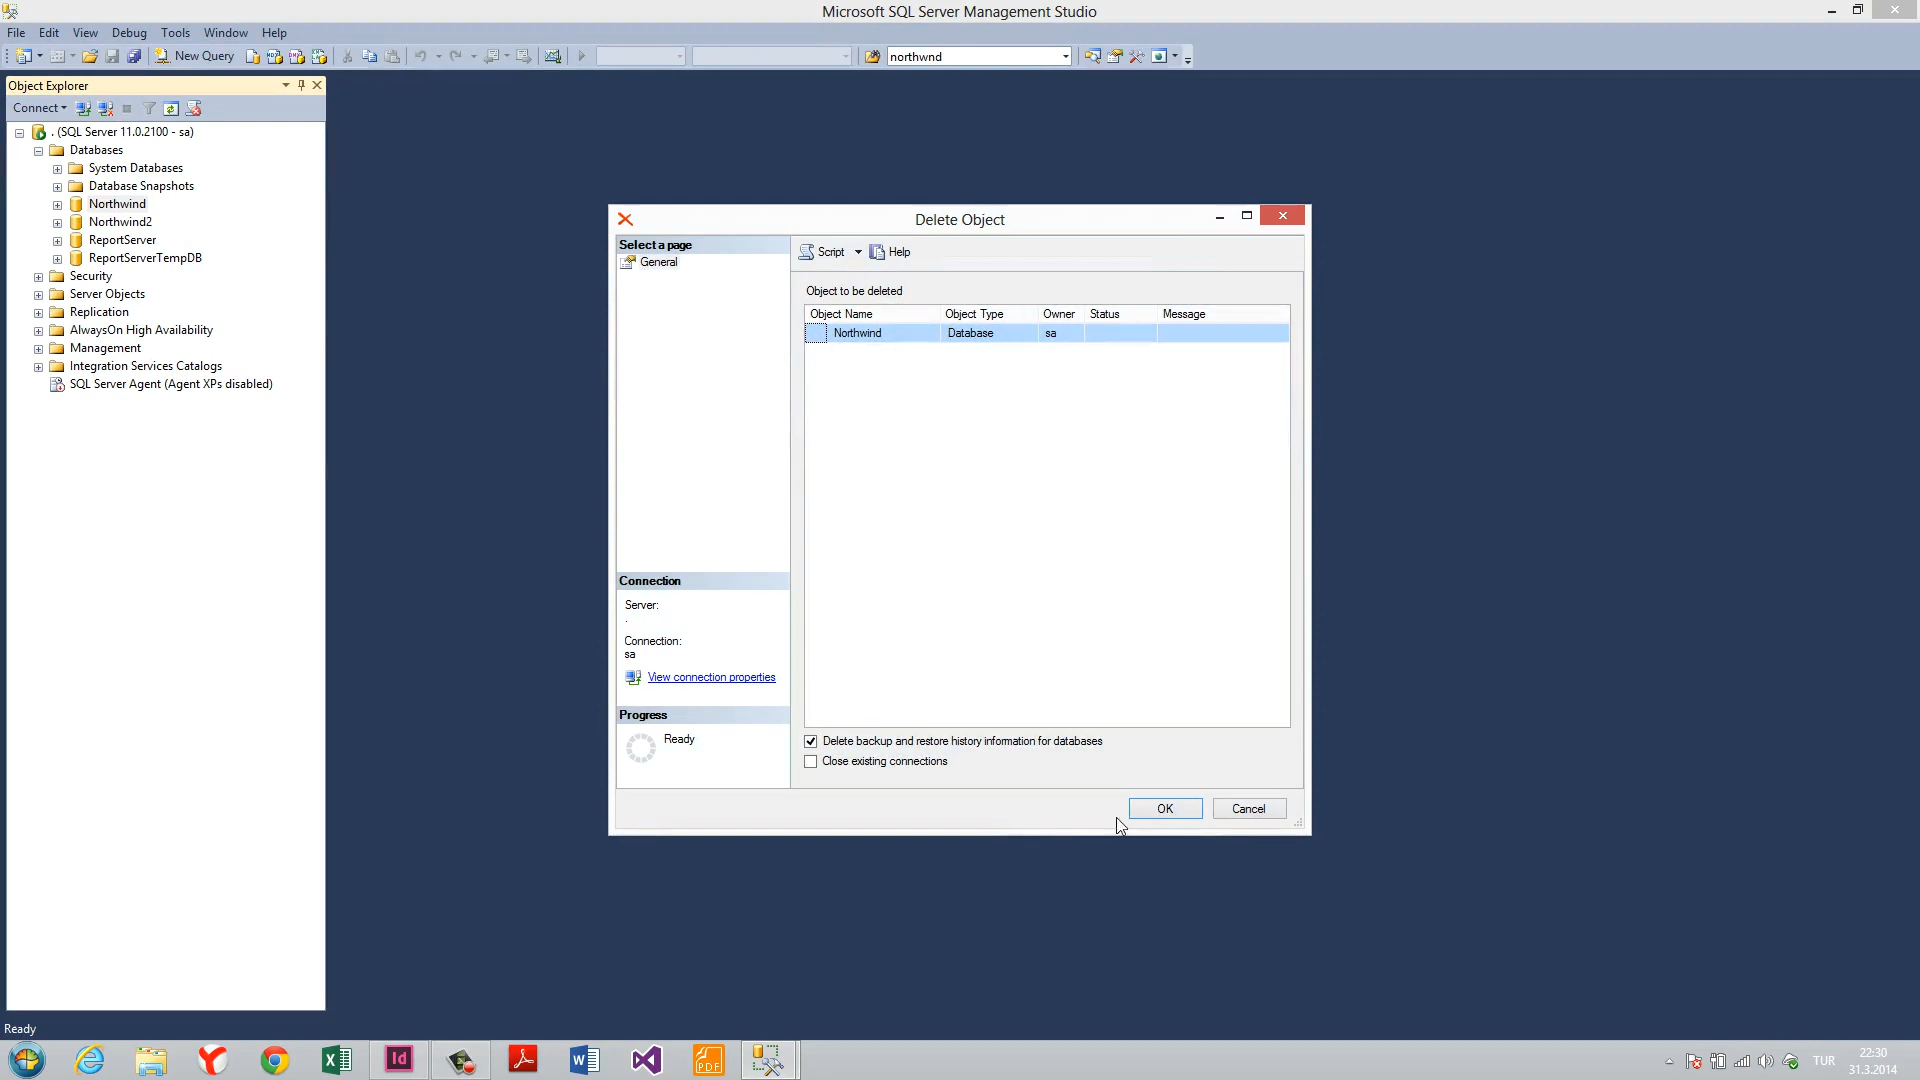 Microsoft SQL Server Management Studio
File Edit View Debug Tools Window Help
New Query
northwnd
Object Explorer
Connect
. (SQL Server 11.0.2100 - sa)
Databases
System Databases
Database Snapshots
Northwind
Northwind2
ReportServer
ReportServerTempDB
Security
Server Objects
Replication
AlwaysOn High Availability
Management
Integration Services Catalogs
SQL Server Agent (Agent XPs disabled)
Delete Object
Select a page
General
Script Help
Object to be deleted
Object Name Object Type Owner Status Message
Northwind Database sa
Connection
Server:
.
Connection:
sa
View connection properties
Progress
Ready
Delete backup and restore history information for databases
Close existing connections
OK Cancel
Ready
Id
PDF
TUR
22:30
31.3.2014